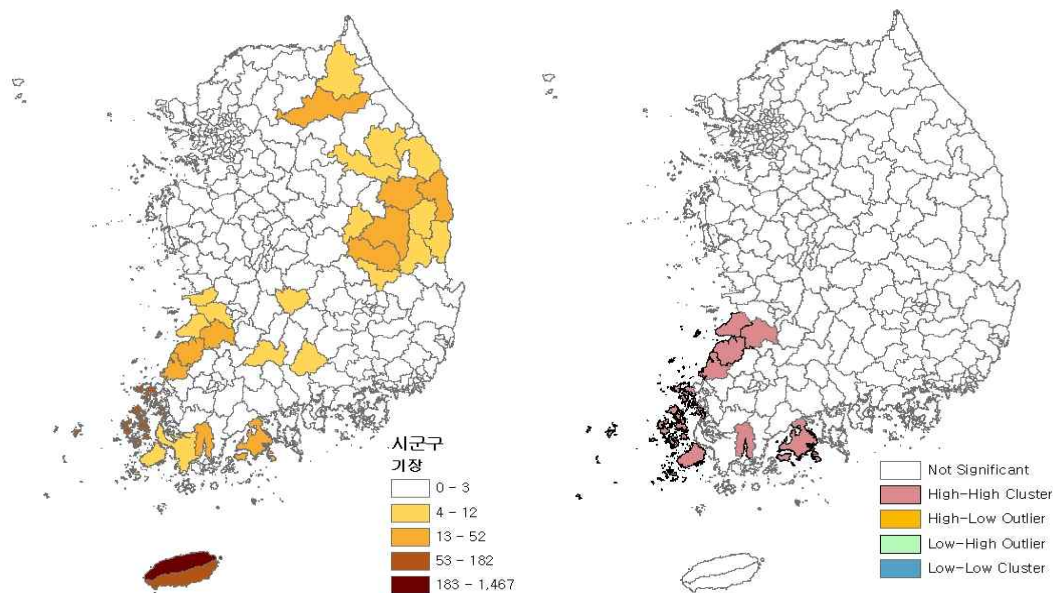 시군구
기장
0 - 3
4 - 12
13 - 52
53 - 182
183 - 1,467
Not Significant
High-High Cluster
High-Low Outlier
Low-High Outlier
Low-Low Cluster